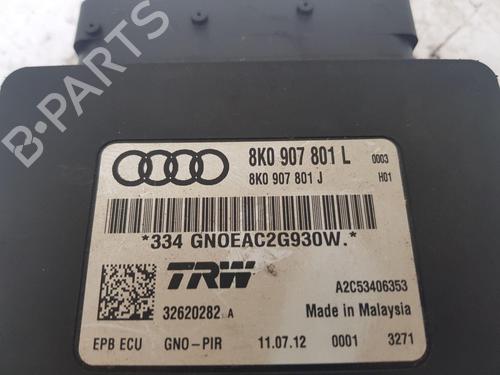 8K0 907 801 L 0003
8K0 907 801 J H01
*334 GNOEAC2G930W.*
TRW
A2C53406353
32620282 A Made in Malaysia
EPB ECU GNO-PIR 11.07.12 0001 3271
B-PARTS